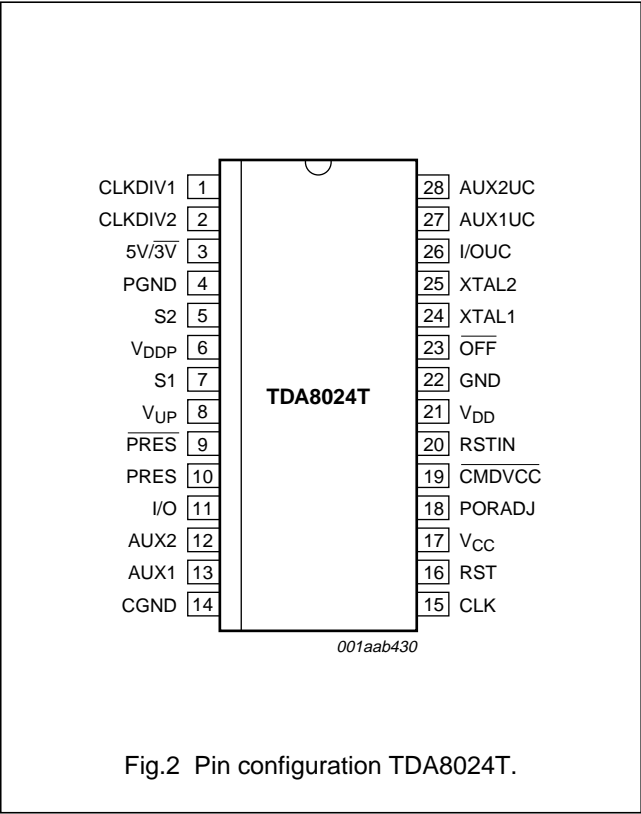 CLKDIV1 1
CLKDIV2 2
5V/3V̅ 3
PGND 4
S2 5
VDDP 6
S1 7
VUP 8
P̅R̅E̅S̅ 9
PRES 10
I/O 11
AUX2 12
AUX1 13
CGND 14
TDA8024T
28 AUX2UC
27 AUX1UC
26 I/OUC
25 XTAL2
24 XTAL1
23 O̅F̅F̅
22 GND
21 VDD
20 RSTIN
19 C̅M̅D̅V̅C̅C̅
18 PORADJ
17 VCC
16 RST
15 CLK
001aab430
Fig.2 Pin configuration TDA8024T.